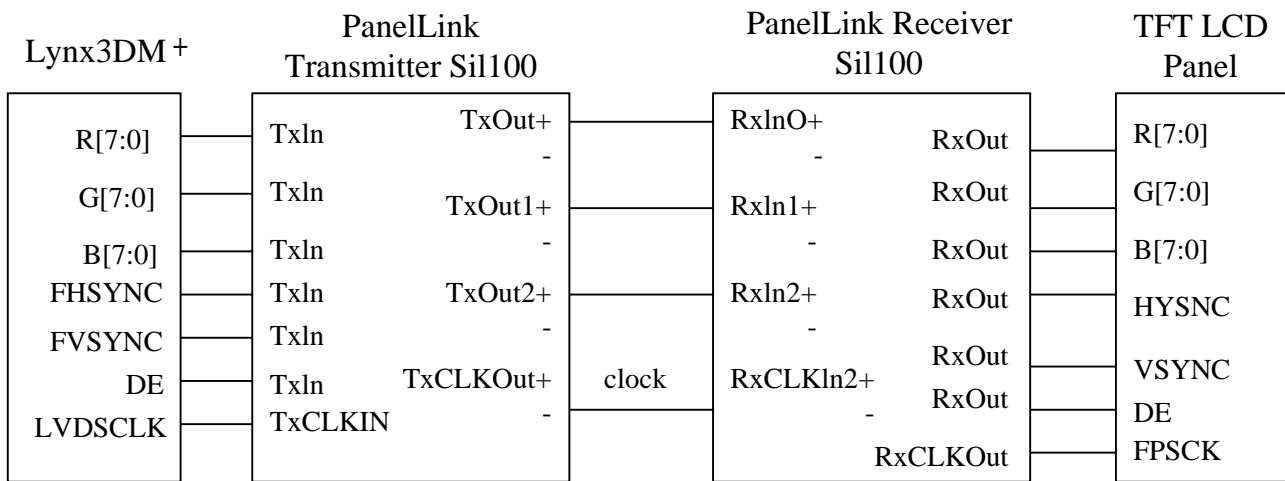 Lynx3DM +
PanelLink
Transmitter Sil100
PanelLink Receiver
Sil100
TFT LCD
Panel
R[7:0]
G[7:0]
B[7:0]
FHSYNC
FVSYNC
DE
LVDSCLK
Txln
Txln
Txln
Txln
Txln
Txln
TxCLKIN
TxOut+
-
TxOut1+
-
TxOut2+
-
TxCLKOut+
-
clock
RxlnO+
-
Rxln1+
-
Rxln2+
-
RxCLKln2+
-
RxOut
RxOut
RxOut
RxOut
RxOut
RxOut
RxCLKOut
R[7:0]
G[7:0]
B[7:0]
HYSNC
VSYNC
DE
FPSCK